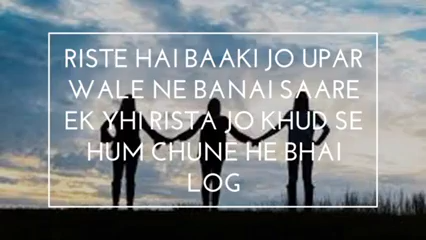 RISTE HAI BAAKI JO UPAR
WALE NE BANAI SAARE
EK YHI RISTA JO KHUD SE
HUM CHUNE HE BHAI
LOG